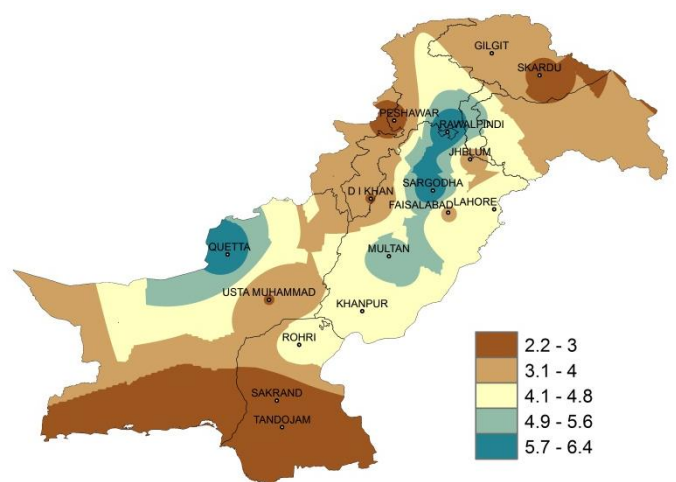 GILGIT
SKARDU
PESHAWAR
RAWALPINDI
JHELUM
D I KHAN
SARGODHA
FAISALABAD
LAHORE
QUETTA
MULTAN
USTA MUHAMMAD
KHANPUR
ROHRI
SAKRAND
TANDOJAM
2.2 - 3
3.1 - 4
4.1 - 4.8
4.9 - 5.6
5.7 - 6.4